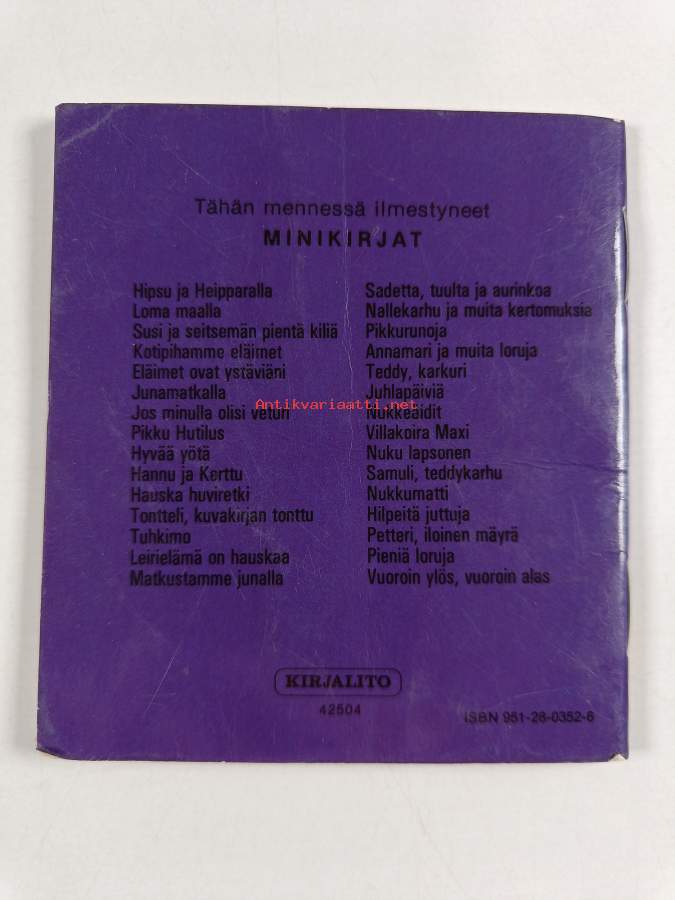 Tähän mennessä ilmestyneet
MINIKIRJAT
Hipsu ja Heipparalla
Loma maalla
Susi ja seitsemän pientä kiliä
Kotipihamme eläimet
Eläimet ovat ystäviäni
Junamatkalla
Jos minulla olisi veturi
Pikku Hutilus
Hyvää yötä
Hannu ja Kerttu
Hauska huviretki
Tontteli, kuvakirjan tonttu
Tuhkimo
Leirielämä on hauskaa
Matkustamme junalla
Sadetta, tuulta ja aurinkoa
Nallekarhu ja muita kertomuksia
Pikkurunoja
Annamari ja muita loruja
Teddy, karkuri
Juhlapäiviä
Nukkeäidit
Villakoira Maxi
Nuku lapsonen
Samuli, teddykarhu
Nukkumatti
Hilpeitä juttuja
Petteri, iloinen mäyrä
Pieniä loruja
Vuoroin ylös, vuoroin alas
Antikvariaatti.net
KIRJALITO
42504
ISBN 951-28-0352-6